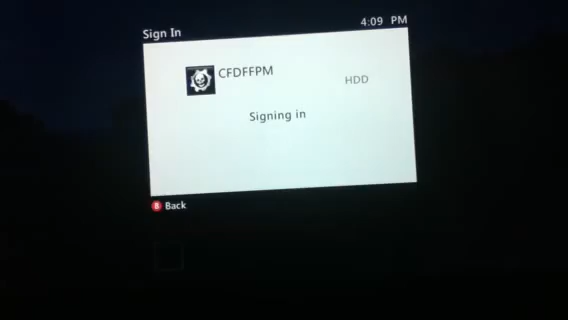 Sign In
4:09 PM
CFDFFPM
HDD
Signing in
B Back